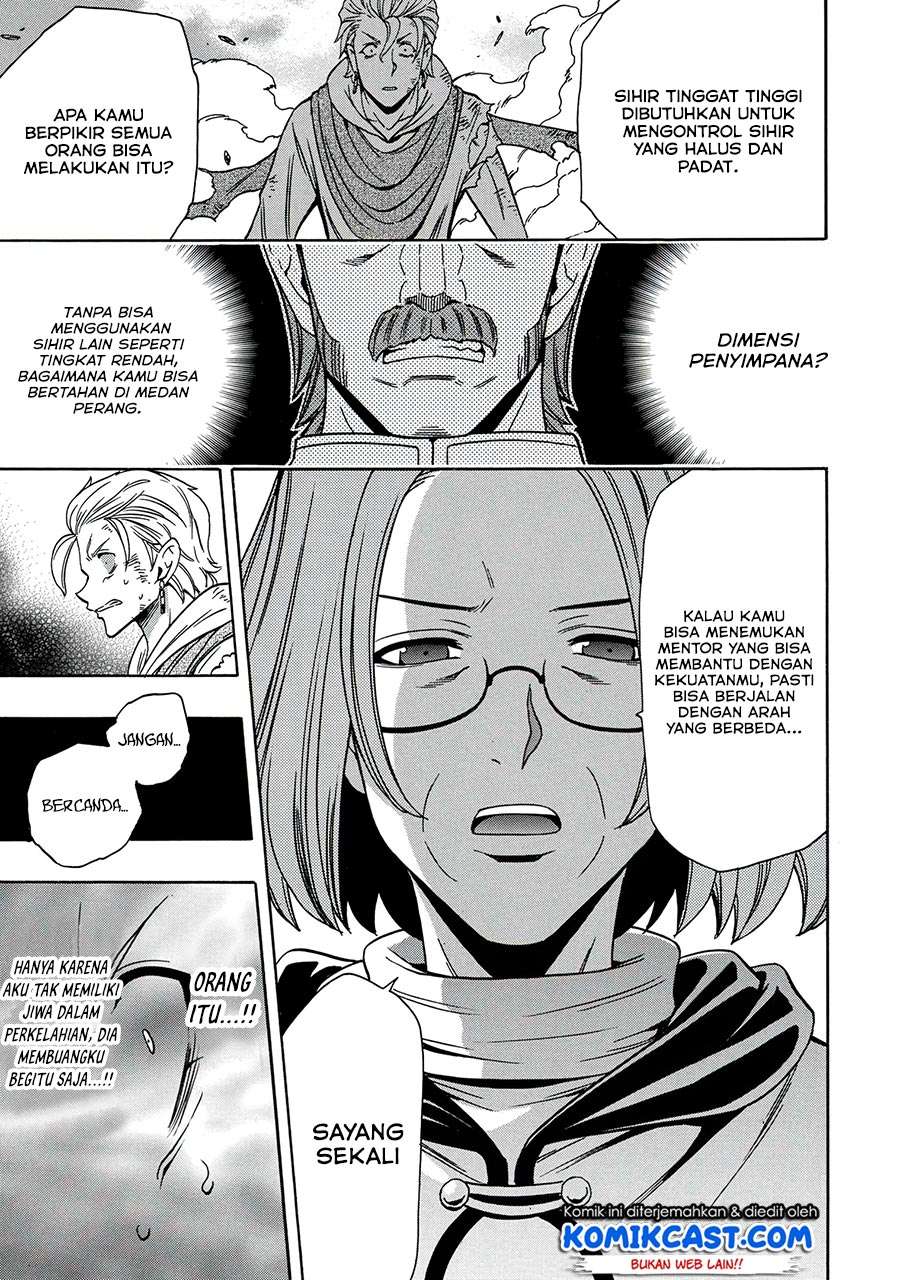 SIHIR TINGGAT TINGGI
DIBUTUHKAN UNTUK
MENGONTROL SIHIR
YANG HALUS DAN
PADAT.
APA KAMU
BERPIKIR SEMUA
ORANG BISA
MELAKUKAN ITU?
DIMENSI
PENYIMPANA?
TANPA BISA
MENGGUNAKAN
SIHIR LAIN SEPERTI
TINGKAT RENDAH,
BAGAIMANA KAMU BISA
BERTAHAN DI MEDAN
PERANG.
KALAU KAMU
BISA MENEMUKAN
MENTOR YANG BISA
MEMBANTU DENGAN
KEKUATANMU, PASTI
BISA BERJALAN
DENGAN ARAH
YANG BERBEDA...
SAYANG
SEKALI
JANGAN...
BERCANDA...
ORANG
ITU...!!
HANYA KARENA
AKU TAK MEMILIKI
JIWA DALAM
PERKELAHIAN, DIA
MEMBUANGKU
BEGITU SAJA...!!
Komik ini diterjemahkan & diedit oleh
KOMIKCAST.COM
BUKAN WEB LAIN!!